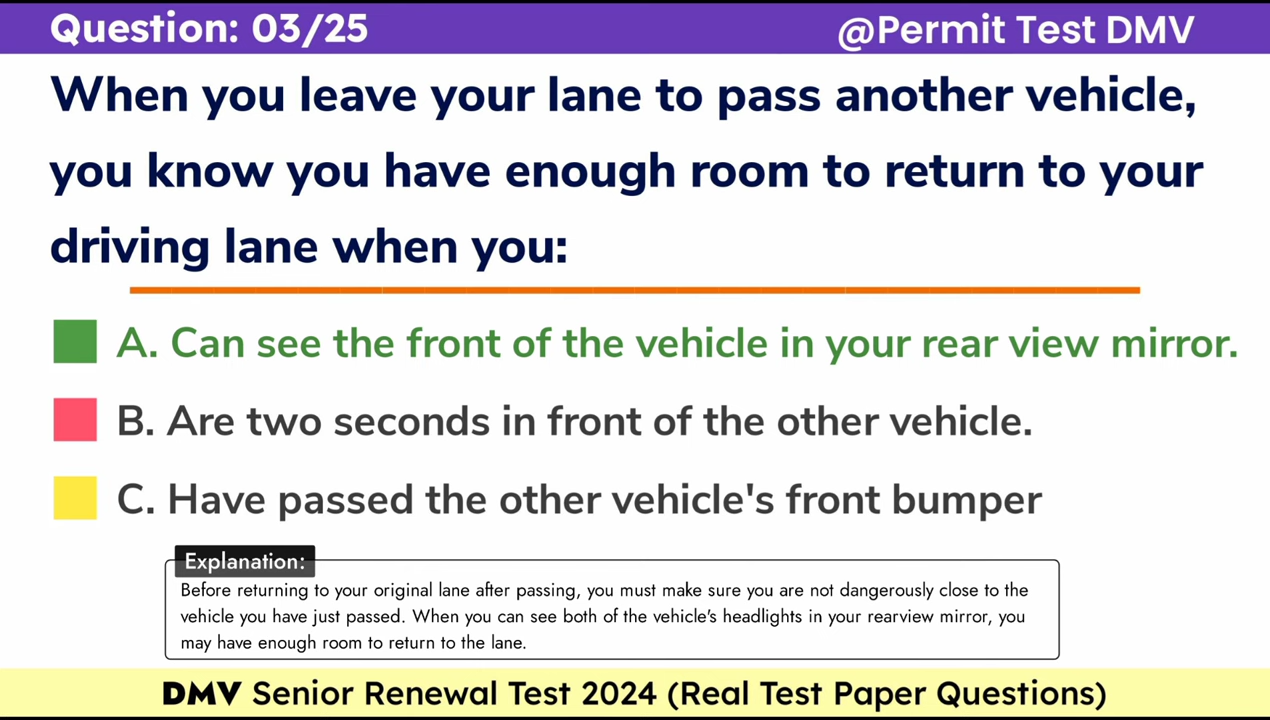 Question: 03/25
@Permit Test DMV
When you leave your lane to pass another vehicle,
you know you have enough room to return to your
driving lane when you:
A. Can see the front of the vehicle in your rear view mirror.
B. Are two seconds in front of the other vehicle.
C. Have passed the other vehicle's front bumper
Explanation:
Before returning to your original lane after passing, you must make sure you are not dangerously close to the
vehicle you have just passed. When you can see both of the vehicle's headlights in your rearview mirror, you
may have enough room to return to the lane.
DMV Senior Renewal Test 2024 (Real Test Paper Questions)